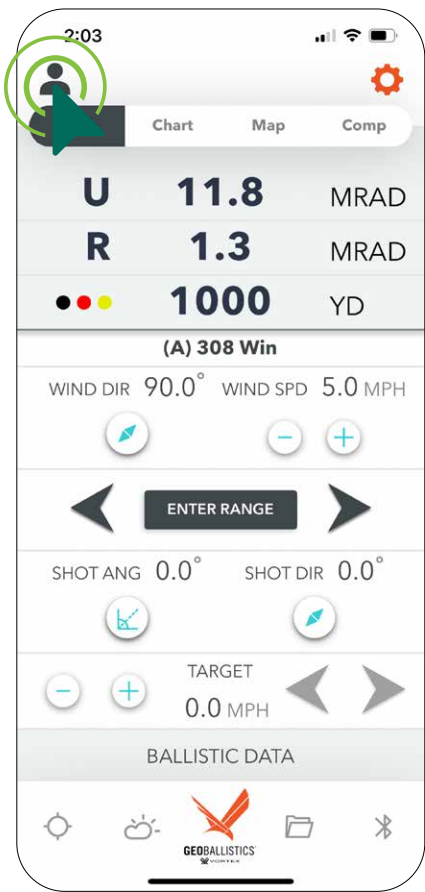 2:03
Chart Map Comp
U 11.8 MRAD
R 1.3 MRAD
1000 YD
(A) 308 Win
WIND DIR 90.0° WIND SPD 5.0 MPH
ENTER RANGE
SHOT ANG 0.0° SHOT DIR 0.0°
TARGET
0.0 MPH
BALLISTIC DATA
GEOBALLISTICS
VORTEX